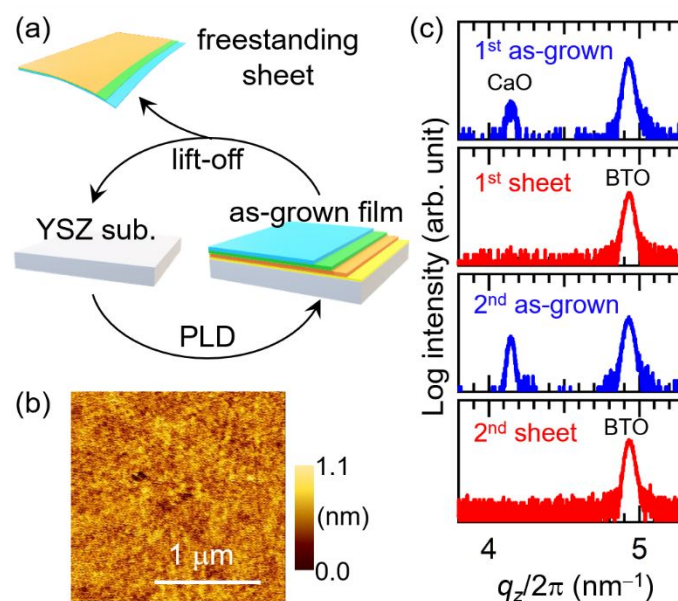 (a)
freestanding
sheet
lift-off
YSZ sub.
as-grown film
PLD
(b)
1.1
(nm)
0.0
1 μm
(c)
1st as-grown
CaO
1st sheet
BTO
2nd as-grown
2nd sheet
BTO
Log intensity (arb. unit)
4
5
q_z/2π (nm⁻¹)